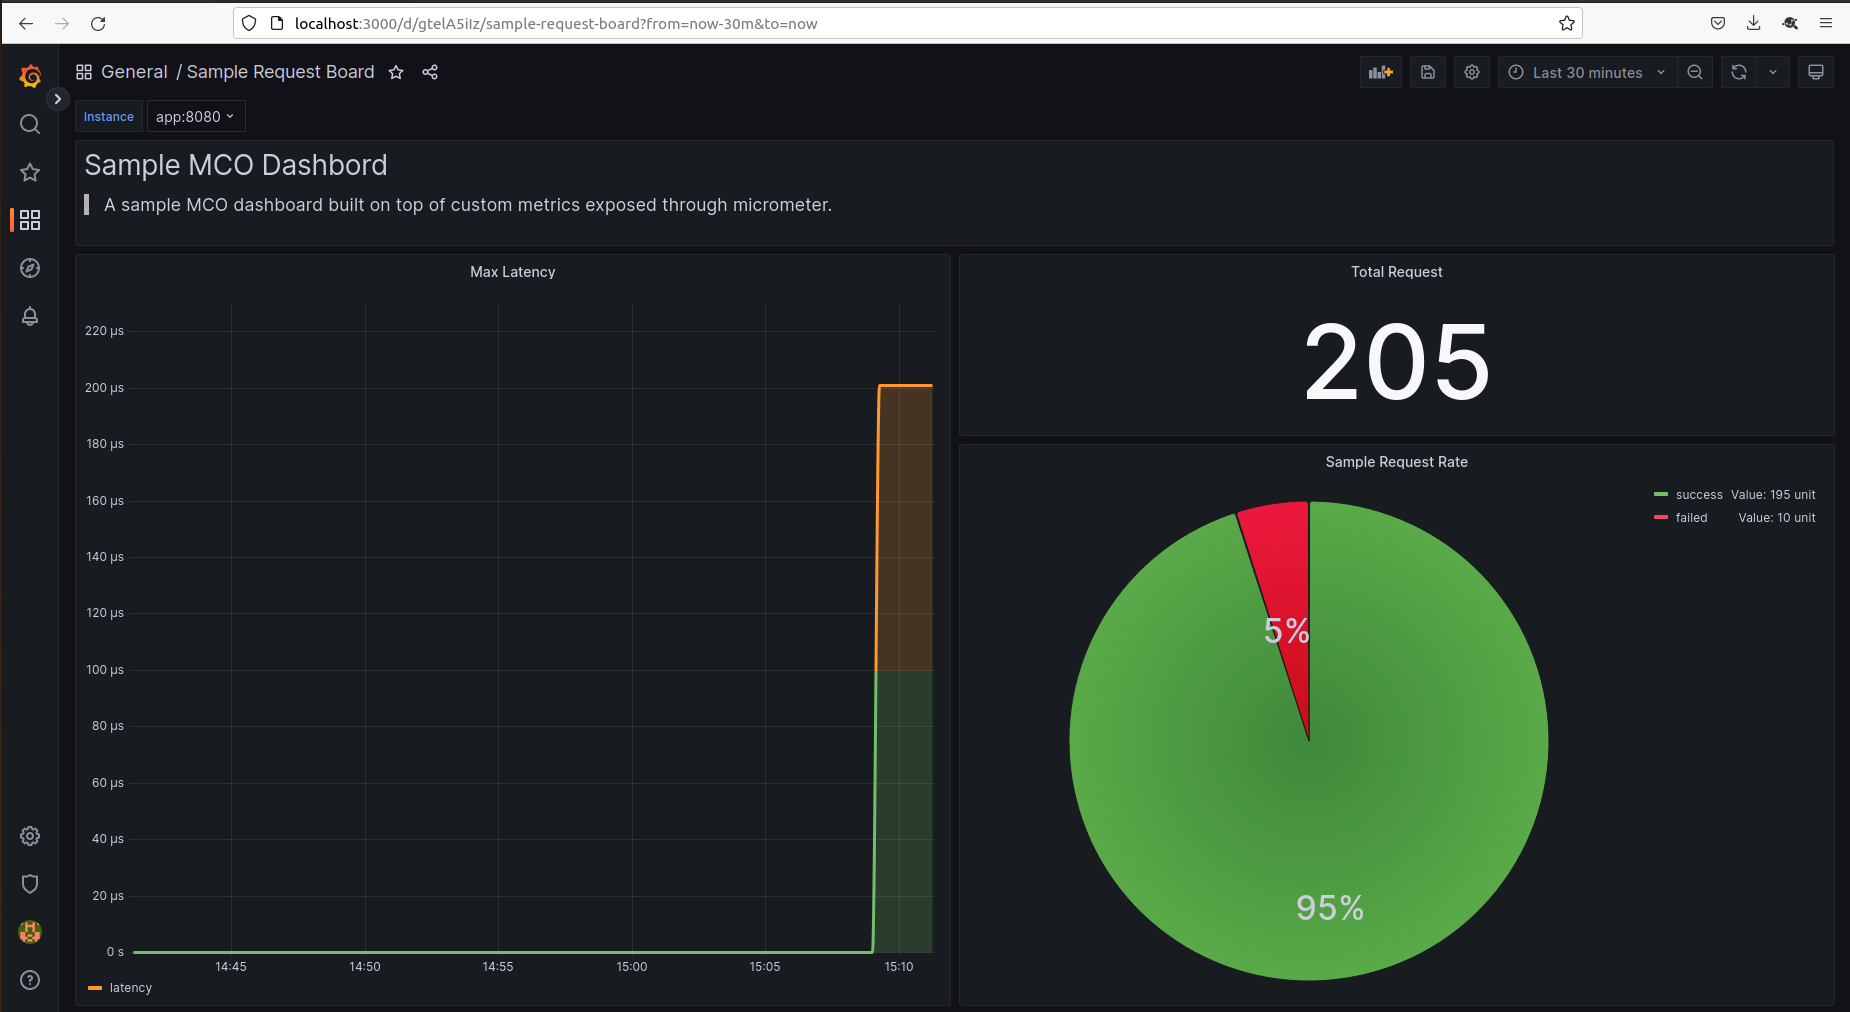 localhost:3000/d/gtelA5iIz/sample-request-board?from=now-30m&to=now
General / Sample Request Board
Last 30 minutes
Instance app:8080
Sample MCO Dashbord
A sample MCO dashboard built on top of custom metrics exposed through micrometer.
Max Latency
220 µs
200 µs
180 µs
160 µs
140 µs
120 µs
100 µs
80 µs
60 µs
40 µs
20 µs
0 s
14:45 14:50 14:55 15:00 15:05 15:10
latency
Total Request
205
Sample Request Rate
success Value: 195 unit
failed Value: 10 unit
5%
95%